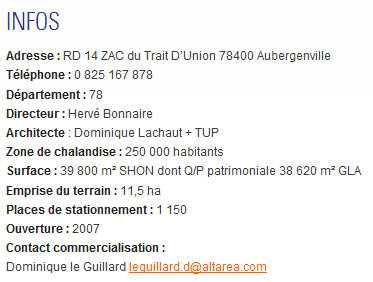 INFOS
Adresse : RD 14 ZAC du Trait D'Union 78400 Aubergenville
Téléphone : 0 825 167 878
Département : 78
Directeur : Hervé Bonnaire
Architecte : Dominique Lachaut + TUP
Zone de chalandise : 250 000 habitants
Surface : 39 800 m² SHON dont Q/P patrimoniale 38 620 m² GLA
Emprise du terrain : 11,5 ha
Places de stationnement : 1 150
Ouverture : 2007
Contact commercialisation :
Dominique le Guillard leguillard.d@altarea.com